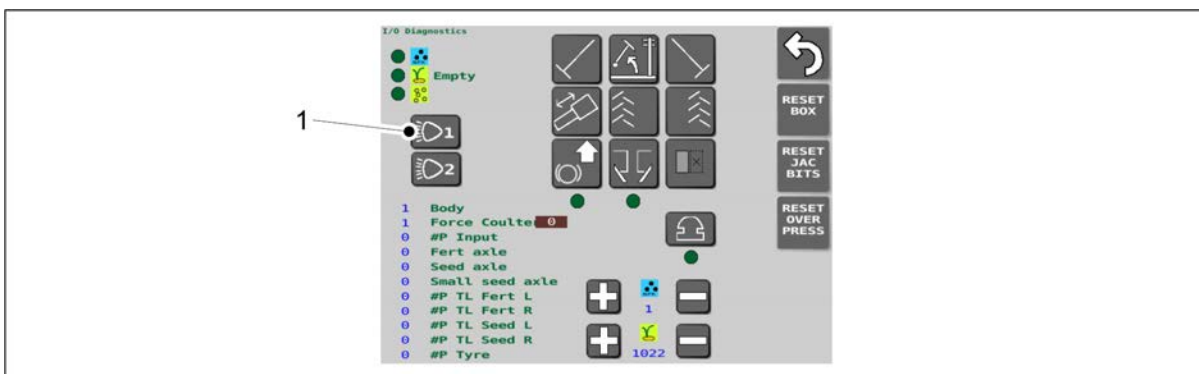 I/O Diagnostics
Empty
1
1
2
RESET
BOX
RESET
JAC
BITS
RESET
OVER
PRESS
1 Body
1 Force Coulte 0
0 #P Input
0 Fert axle
0 Seed axle
0 Small seed axle
0 #P TL Fert L
0 #P TL Fert R
0 #P TL Seed L
0 #P TL Seed R
0 #P Tyre
1
1022